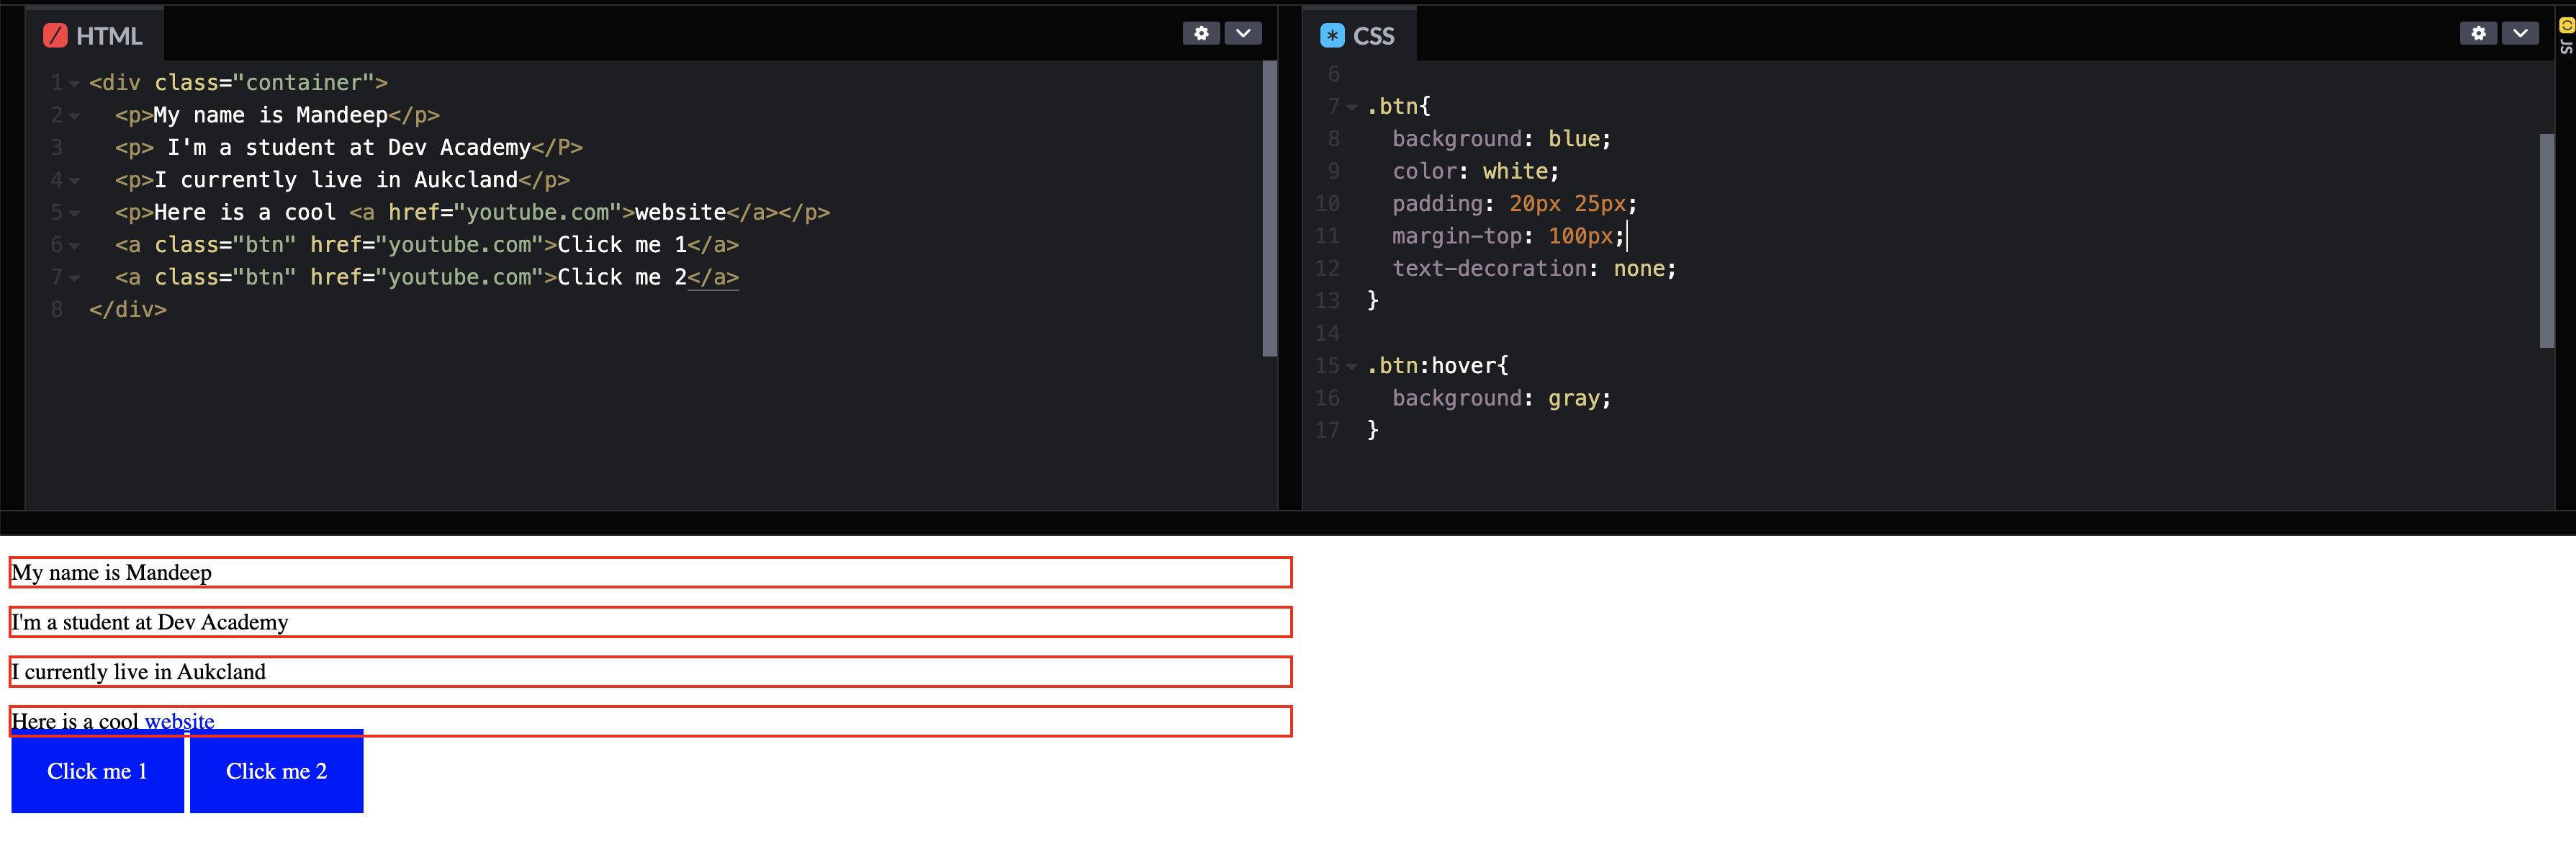 HTML
1 <div class="container">
2 <p>My name is Mandeep</p>
3 <p> I'm a student at Dev Academy</P>
4 <p>I currently live in Aukcland</p>
5 <p>Here is a cool <a href="youtube.com">website</a></p>
6 <a class="btn" href="youtube.com">Click me 1</a>
7 <a class="btn" href="youtube.com">Click me 2</a>
8 </div>
CSS
6
7 .btn{
8 background: blue;
9 color: white;
10 padding: 20px 25px;
11 margin-top: 100px;
12 text-decoration: none;
13 }
14
15 .btn:hover{
16 background: gray;
17 }
JS
My name is Mandeep
I'm a student at Dev Academy
I currently live in Aukcland
Here is a cool website
Click me 1 Click me 2